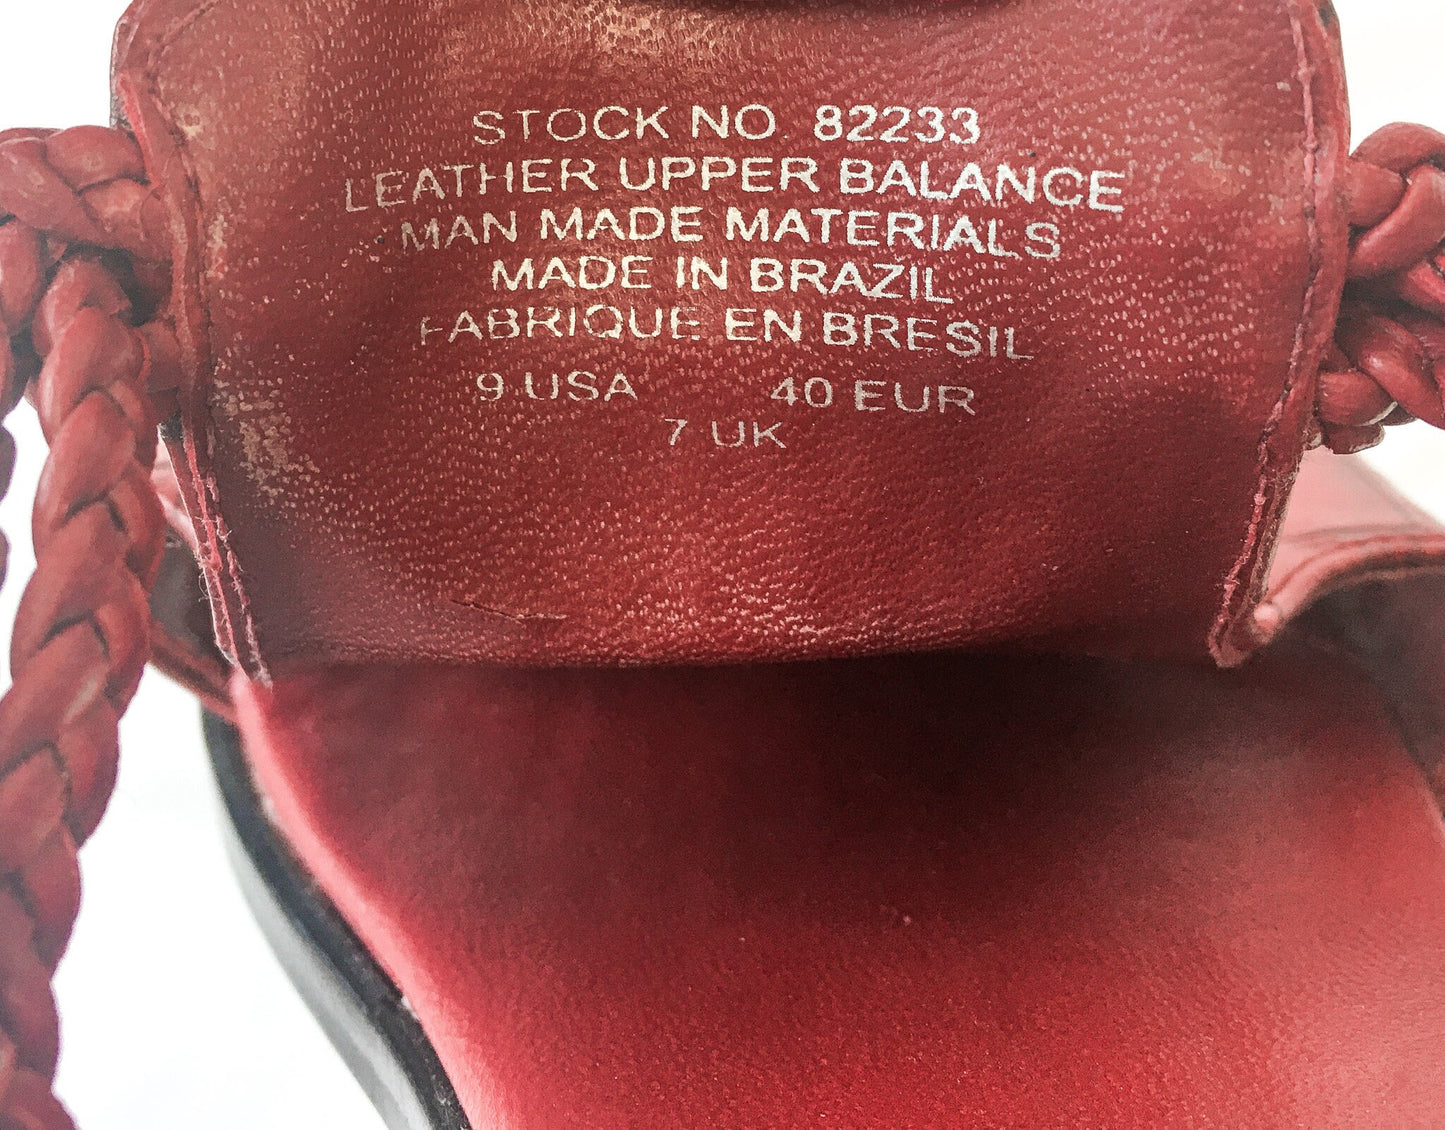 STOCK NO. 82233
LEATHER UPPER BALANCE
MAN MADE MATERIALS
MADE IN BRAZIL
FABRIQUE EN BRESIL
9 USA 40 EUR
7 UK